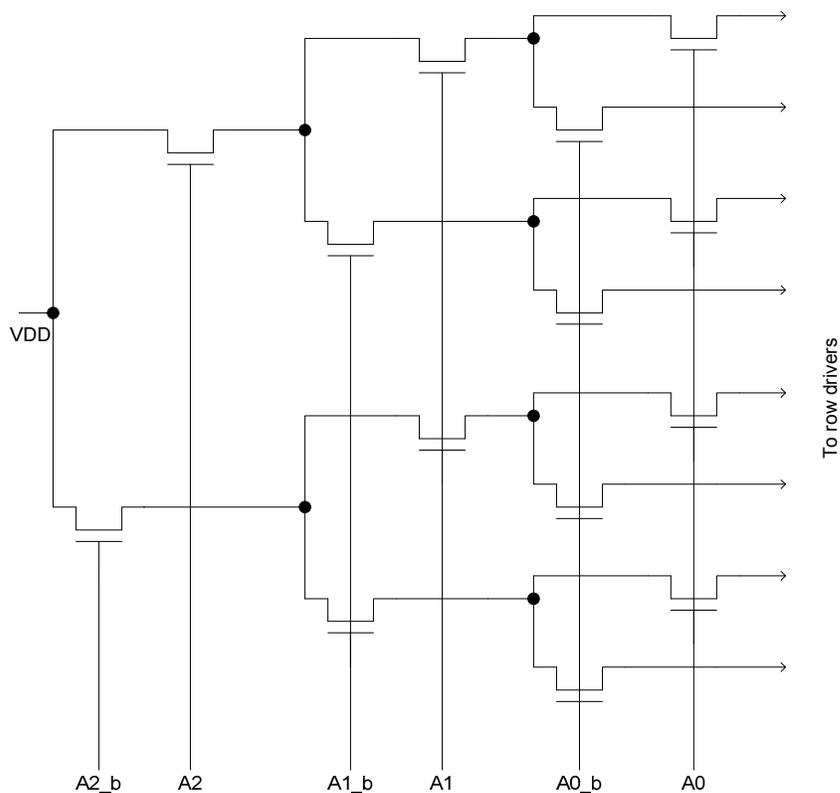 VDD
To row drivers
A2_b
A2
A1_b
A1
A0_b
A0